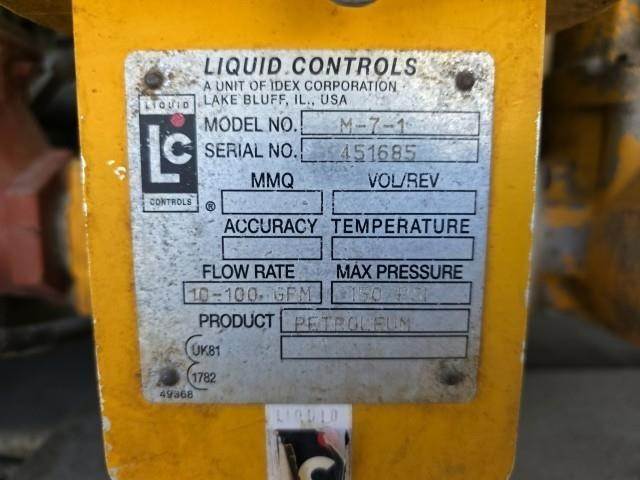 LIQUID CONTROLS
A UNIT OF IDEX CORPORATION
LAKE BLUFF, IL., USA
LIQUID
LC
CONTROLS
®
MODEL NO. M-7-1
SERIAL NO. 451685
MMQ VOL/REV
ACCURACY TEMPERATURE
FLOW RATE MAX PRESSURE
10-100 GPM 150 PSI
PRODUCT PETROLEUM
UK81
1782
49368
LIQUID